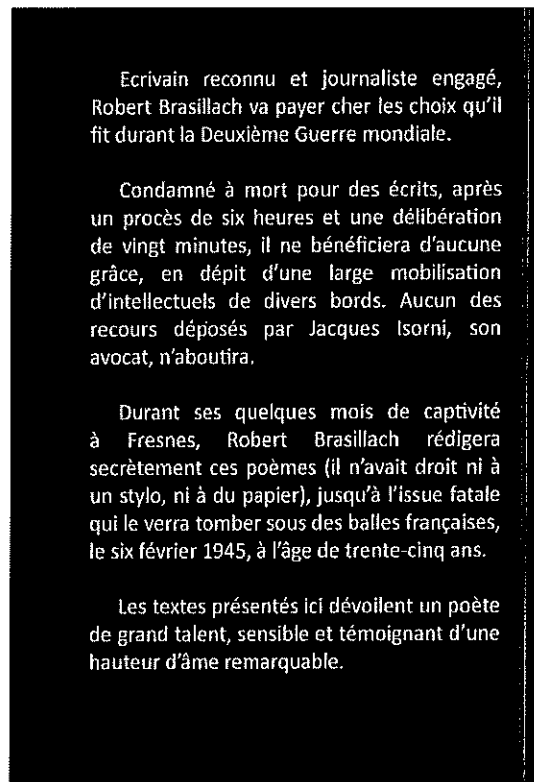 Ecrivain reconnu et journaliste engagé,
Robert Brasillach va payer cher les choix qu'il
fit durant la Deuxième Guerre mondiale.
Condamné à mort pour des écrits, après
un procès de six heures et une délibération
de vingt minutes, il ne bénéficiera d'aucune
grâce, en dépit d'une large mobilisation
d'intellectuels de divers bords. Aucun des
recours déposés par Jacques Isorni, son
avocat, n'aboutira.
Durant ses quelques mois de captivité
à Fresnes, Robert Brasillach rédigera
secrètement ces poèmes (il n'avait droit ni à
un stylo, ni à du papier), jusqu'à l'issue fatale
qui le verra tomber sous des balles françaises,
le six février 1945, à l'âge de trente-cinq ans.
Les textes présentés ici dévoilent un poète
de grand talent, sensible et témoignant d'une
hauteur d'âme remarquable.